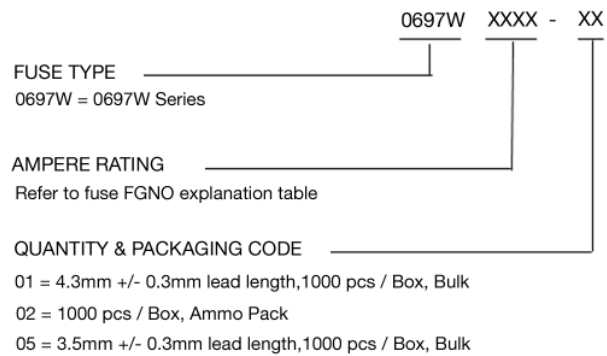 0697W XXXX - XX
FUSE TYPE
0697W = 0697W Series
AMPERE RATING
Refer to fuse FGNO explanation table
QUANTITY & PACKAGING CODE
01 = 4.3mm +/- 0.3mm lead length,1000 pcs / Box, Bulk
02 = 1000 pcs / Box, Ammo Pack
05 = 3.5mm +/- 0.3mm lead length,1000 pcs / Box, Bulk